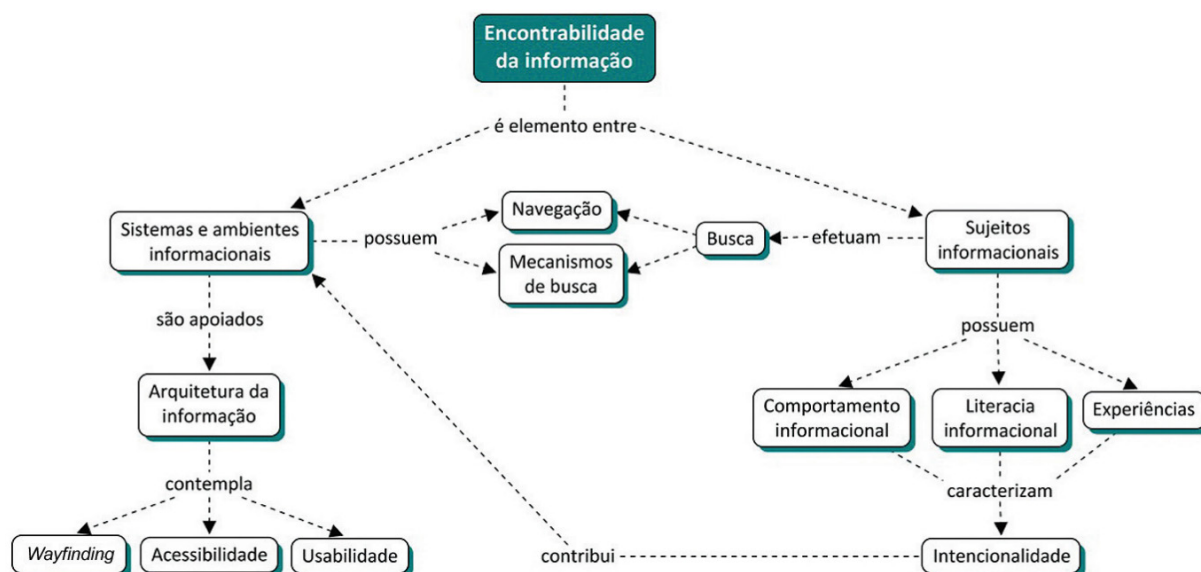 Encontrabilidade
da informação
é elemento entre
Sistemas e ambientes
informacionais
possuem
Navegação
Mecanismos
de busca
Busca
efetuam
Sujeitos
informacionais
são apoiados
possuem
Arquitetura da
informação
Comportamento
informacional
Literacia
informacional
Experiências
contempla
caracterizam
Wayfinding
Acessibilidade
Usabilidade
contribui
Intencionalidade